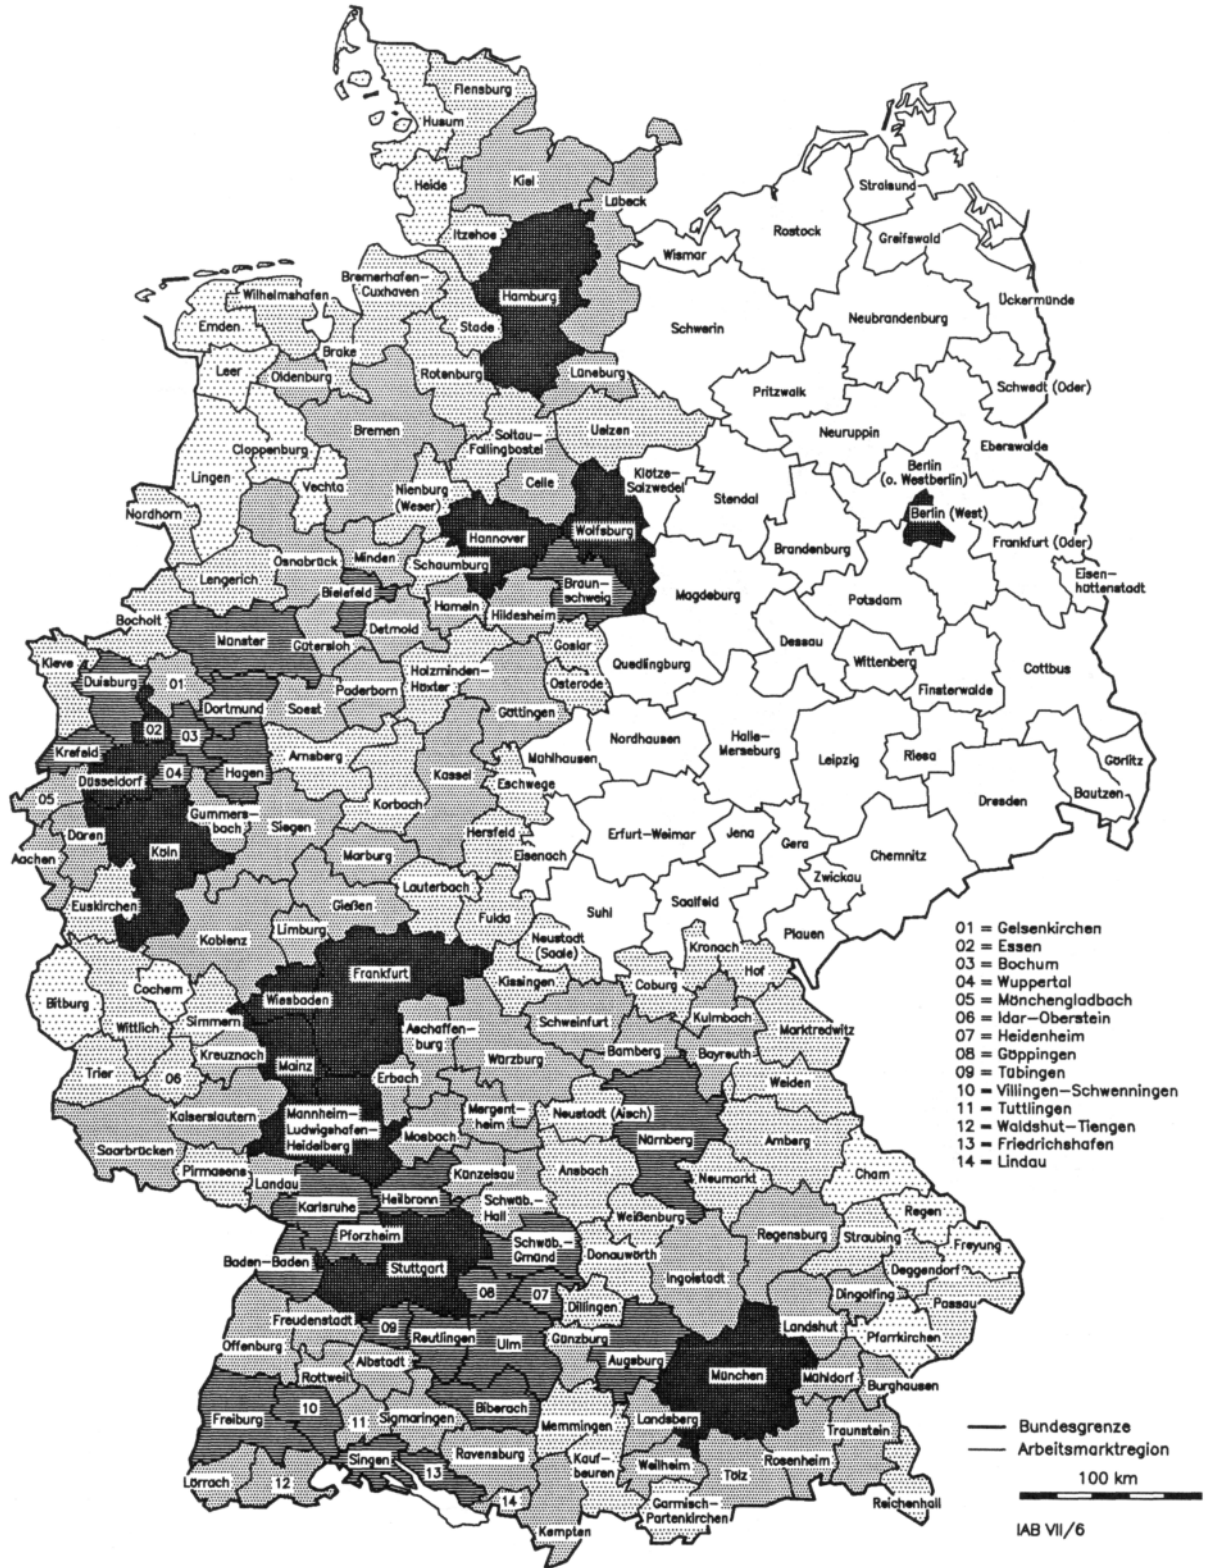 Flensburg
Husum
Heide
Kiel
Lübeck
Itzehoe
Stralsund
Rostock
Greifswald
Wismar
Bremerhafen-
Cuxhaven
Wilhelmshafen
Hamburg
Ückermünde
Emden
Stade
Schwerin
Neubrandenburg
Brake
Leer
Oldenburg
Rotenburg
Lüneburg
Pritzwalk
Schwedt (Oder)
Bremen
Soltau-
Fallingbostel
Uelzen
Neuruppin
Eberswalde
Cloppenburg
Lingen
Vechta
Nienburg
(Weser)
Celle
Klötze-
Salzwedel
Stendal
Berlin
(o. Westberlin)
Nordhorn
Hannover
Wolfsburg
Berlin (West)
Osnabrück
Minden
Schaumburg
Brandenburg
Frankfurt (Oder)
Lengerich
Bielefeld
Braun-
schweig
Magdeburg
Potsdam
Eisen-
hüttenstadt
Bocholt
Hameln
Hildesheim
Münster
Gütersloh
Detmold
Dessau
Kleve
Goslar
Quedlingburg
Wittenberg
Cottbus
Duisburg
01
Paderborn
Holzminden-
Höxter
Osterode
Finsterwalde
Dortmund
Soest
Göttingen
02
03
Krefeld
Arnsberg
Nordhausen
Halle-
Merseburg
Mühlhausen
Leipzig
Riesa
Görlitz
Düsseldorf
04
Hagen
Kassel
Eschwege
Bautzen
05
Korbach
Dresden
Gummers-
bach
Siegen
Düren
Hersfeld
Erfurt-Weimar
Jena
Gera
Aachen
Köln
Marburg
Eisenach
Chemnitz
Zwickau
Euskirchen
Lauterbach
Gießen
Fulda
Suhl
Saalfeld
Koblenz
Limburg
Neustadt
(Saale)
Plauen
Kronach
Hof
Frankfurt
Kissingen
Coburg
Bitburg
Cochem
Wiesbaden
Schweinfurt
Kulmbach
Wittlich
Simmern
Aschaffen-
burg
Marktredwitz
Kreuznach
Mainz
Würzburg
Bamberg
Bayreuth
Trier
06
Erbach
Weiden
Kaiserslautern
Mannheim-
Ludwigshafen-
Heidelberg
Mergent-
heim
Neustadt (Aisch)
Mosbach
Nürnberg
Amberg
Saarbrücken
Pirmasens
Landau
Künzelsau
Ansbach
Neumarkt
Cham
Karlsruhe
Heilbronn
Schwäb.-
Hall
Weißenburg
Regen
Pforzheim
Schwäb.-
Gmünd
Regensburg
Straubing
Freyung
Baden-Baden
Stuttgart
Donauwörth
Ingolstadt
Deggendorf
08
07
Dillingen
Dingolfing
Passau
Freudenstadt
09
Reutlingen
Ulm
Günzburg
Landshut
Pfarrkirchen
Offenburg
Albstadt
Augsburg
Rottweil
München
Mühldorf
Burghausen
Freiburg
10
11
Sigmaringen
Biberach
Memmingen
Landsberg
Traunstein
Singen
Ravensburg
Kauf-
beuren
Weilheim
Tölz
Rosenheim
Lörrach
12
13
14
Kempten
Garmisch-
Partenkirchen
Reichenhall
01 = Gelsenkirchen
02 = Essen
03 = Bochum
04 = Wuppertal
05 = Mönchengladbach
06 = Idar-Oberstein
07 = Heidenheim
08 = Göppingen
09 = Tübingen
10 = Villingen-Schwenningen
11 = Tuttlingen
12 = Waldshut-Tiengen
13 = Friedrichshafen
14 = Lindau
Bundesgrenze
Arbeitsmarktregion
100 km
IAB VII/6